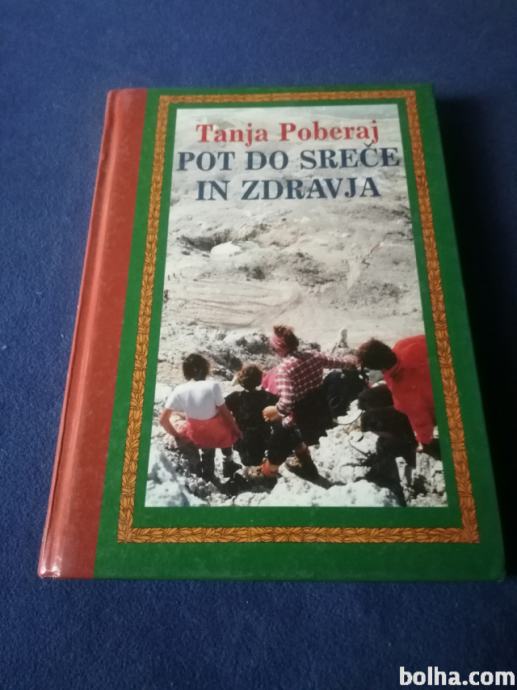 Tanja Poberaj
POT DO SREČE
IN ZDRAVJA
bolha.com